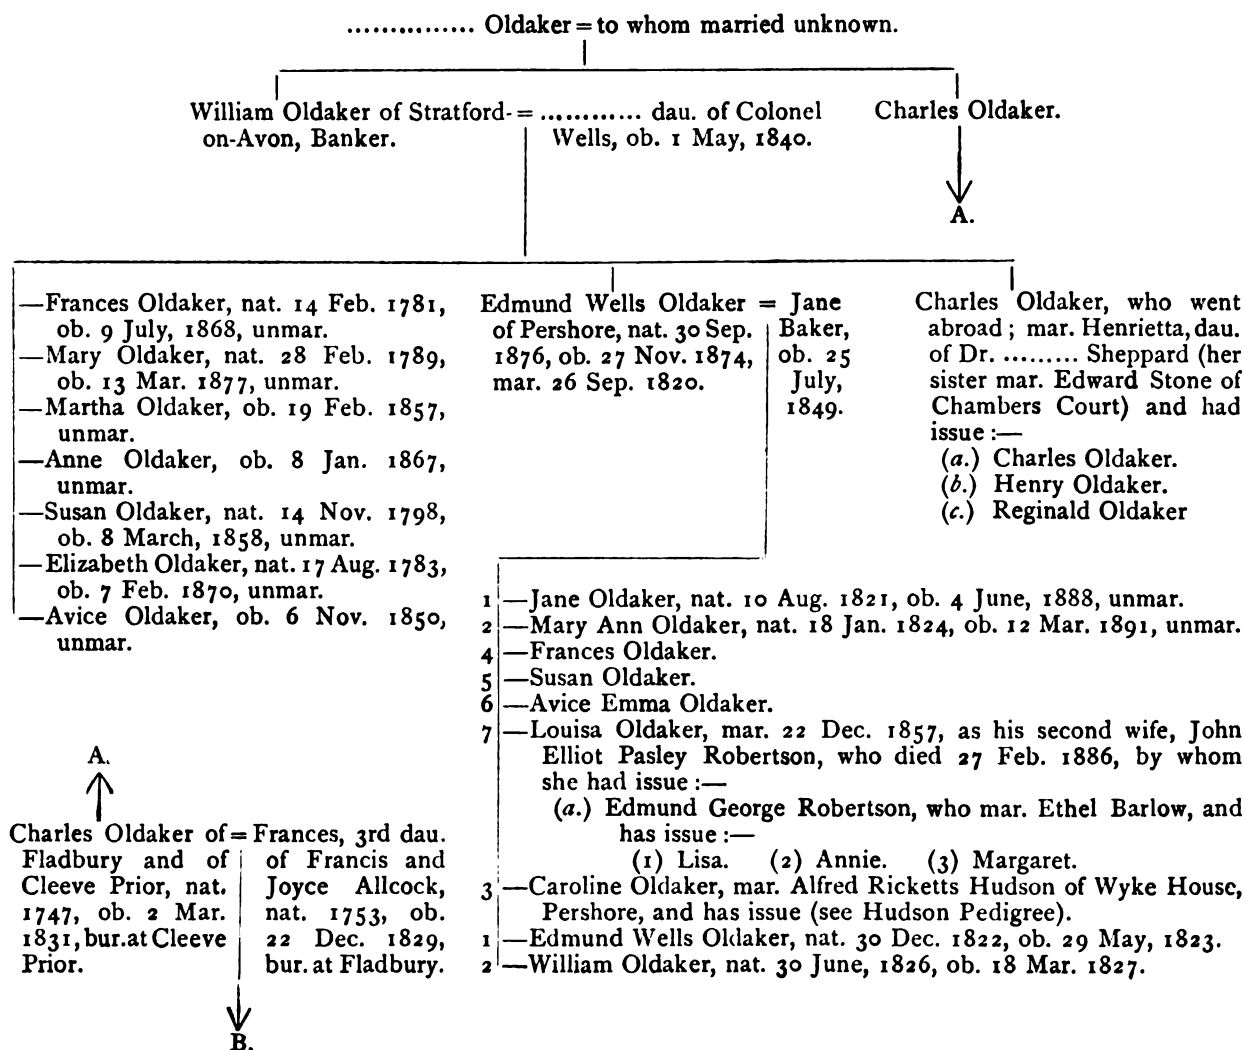 ............... Oldaker = to whom married unknown.
William Oldaker of Stratford- = ............ dau. of Colonel
on-Avon, Banker.
Wells, ob. 1 May, 1840.
Charles Oldaker.
A.
—Frances Oldaker, nat. 14 Feb. 1781,
ob. 9 July, 1868, unmar.
—Mary Oldaker, nat. 28 Feb. 1789,
ob. 13 Mar. 1877, unmar.
—Martha Oldaker, ob. 19 Feb. 1857,
unmar.
—Anne Oldaker, ob. 8 Jan. 1867,
unmar.
—Susan Oldaker, nat. 14 Nov. 1798,
ob. 8 March, 1858, unmar.
—Elizabeth Oldaker, nat. 17 Aug. 1783,
ob. 7 Feb. 1870, unmar.
—Avice Oldaker, ob. 6 Nov. 1850,
unmar.
Edmund Wells Oldaker =
of Pershore, nat. 30 Sep.
1876, ob. 27 Nov. 1874,
mar. 26 Sep. 1820.
Jane
Baker,
ob. 25
July,
1849.
Charles Oldaker, who went
abroad; mar. Henrietta, dau.
of Dr. ......... Sheppard (her
sister mar. Edward Stone of
Chambers Court) and had
issue:—
(a.) Charles Oldaker.
(b.) Henry Oldaker.
(c.) Reginald Oldaker
1 —Jane Oldaker, nat. 10 Aug. 1821, ob. 4 June, 1888, unmar.
2 —Mary Ann Oldaker, nat. 18 Jan. 1824, ob. 12 Mar. 1891, unmar.
4 —Frances Oldaker.
5 —Susan Oldaker.
6 —Avice Emma Oldaker.
7 —Louisa Oldaker, mar. 22 Dec. 1857, as his second wife, John
Elliot Pasley Robertson, who died 27 Feb. 1886, by whom
she had issue:—
(a.) Edmund George Robertson, who mar. Ethel Barlow, and
has issue:—
(1) Lisa. (2) Annie. (3) Margaret.
3 —Caroline Oldaker, mar. Alfred Ricketts Hudson of Wyke House,
Pershore, and has issue (see Hudson Pedigree).
1 —Edmund Wells Oldaker, nat. 30 Dec. 1822, ob. 29 May, 1823.
2 —William Oldaker, nat. 30 June, 1826, ob. 18 Mar. 1827.
A.
Charles Oldaker of =
Fladbury and of
Cleeve Prior, nat.
1747, ob. 2 Mar.
1831, bur. at Cleeve
Prior.
Frances, 3rd dau.
of Francis and
Joyce Allcock,
nat. 1753, ob.
22 Dec. 1829,
bur. at Fladbury.
B.